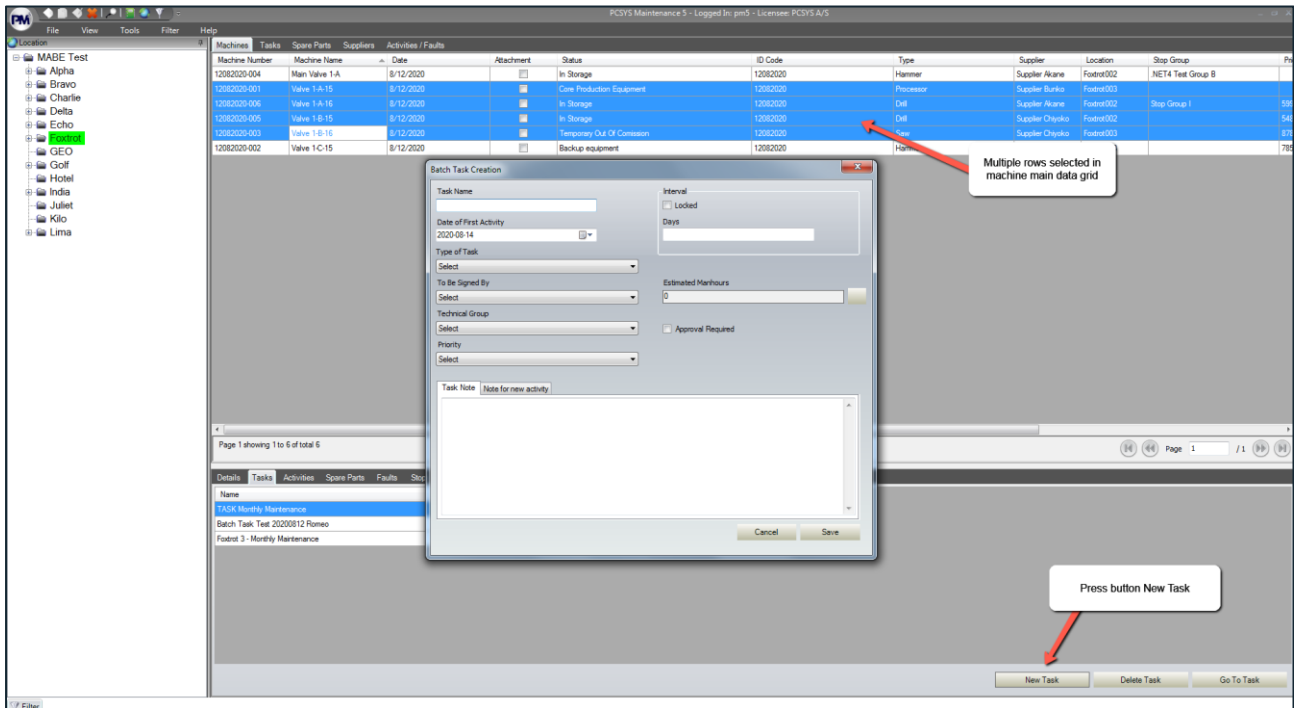 PCSYS Maintenance 5 - Logged In: pm5 - Licensee: PCSYS A/S
PM
File View Tools Filter Help
Location
MABE Test
Alpha
Bravo
Charlie
Delta
Echo
Foxtrot
GEO
Golf
Hotel
India
Juliet
Kilo
Lima
Machines Tasks Spare Parts Suppliers Activities / Faults
Machine Number Machine Name Date Attachment Status ID Code Type Supplier Location Stop Group
12082020-004 Main Valve 1-A 8/12/2020 In Storage 12082020 Hammer Supplier Akane Foxtrot002 .NET4 Test Group B
12082020-001 Valve 1-A-15 8/12/2020 Core Production Equipment 12082020 Processor Supplier Bunko Foxtrot003
12082020-006 Valve 1-A-16 8/12/2020 In Storage 12082020 Drill Supplier Akane Foxtrot002 Stop Group I 595
12082020-005 Valve 1-B-15 8/12/2020 In Storage 12082020 Drill Supplier Chiyoko Foxtrot002 548
12082020-003 Valve 1-B-16 8/12/2020 Temporary Out Of Comission 12082020 Saw Supplier Chiyoko Foxtrot003 878
12082020-002 Valve 1-C-15 8/12/2020 Backup equipment 12082020 785
Multiple rows selected in
machine main data grid
Batch Task Creation
Task Name
Interval
Locked
Date of First Activity
Days
2020-08-14
Type of Task
Select
To Be Signed By
Estimated Manhours
Select
0
Technical Group
Select
Approval Required
Priority
Select
Task Note Note for new activity
Cancel Save
Page 1 showing 1 to 6 of total 6
Page 1 / 1
Details Tasks Activities Spare Parts Faults
Name
TASK Monthly Maintenance
Batch Task Test 20200812 Romeo
Foxtrot 3 - Monthly Maintenance
Press button New Task
New Task Delete Task Go To Task
Filter